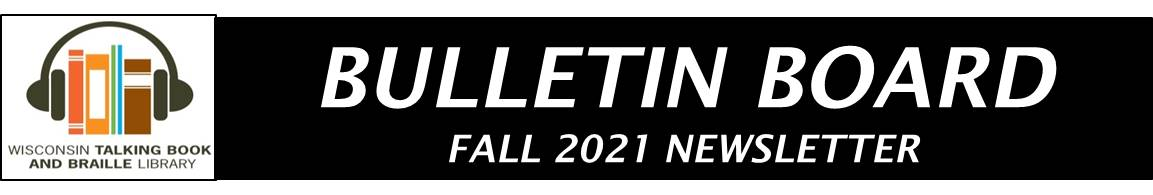 WISCONSIN TALKING BOOK
AND BRAILLE LIBRARY
BULLETIN BOARD
FALL 2021 NEWSLETTER